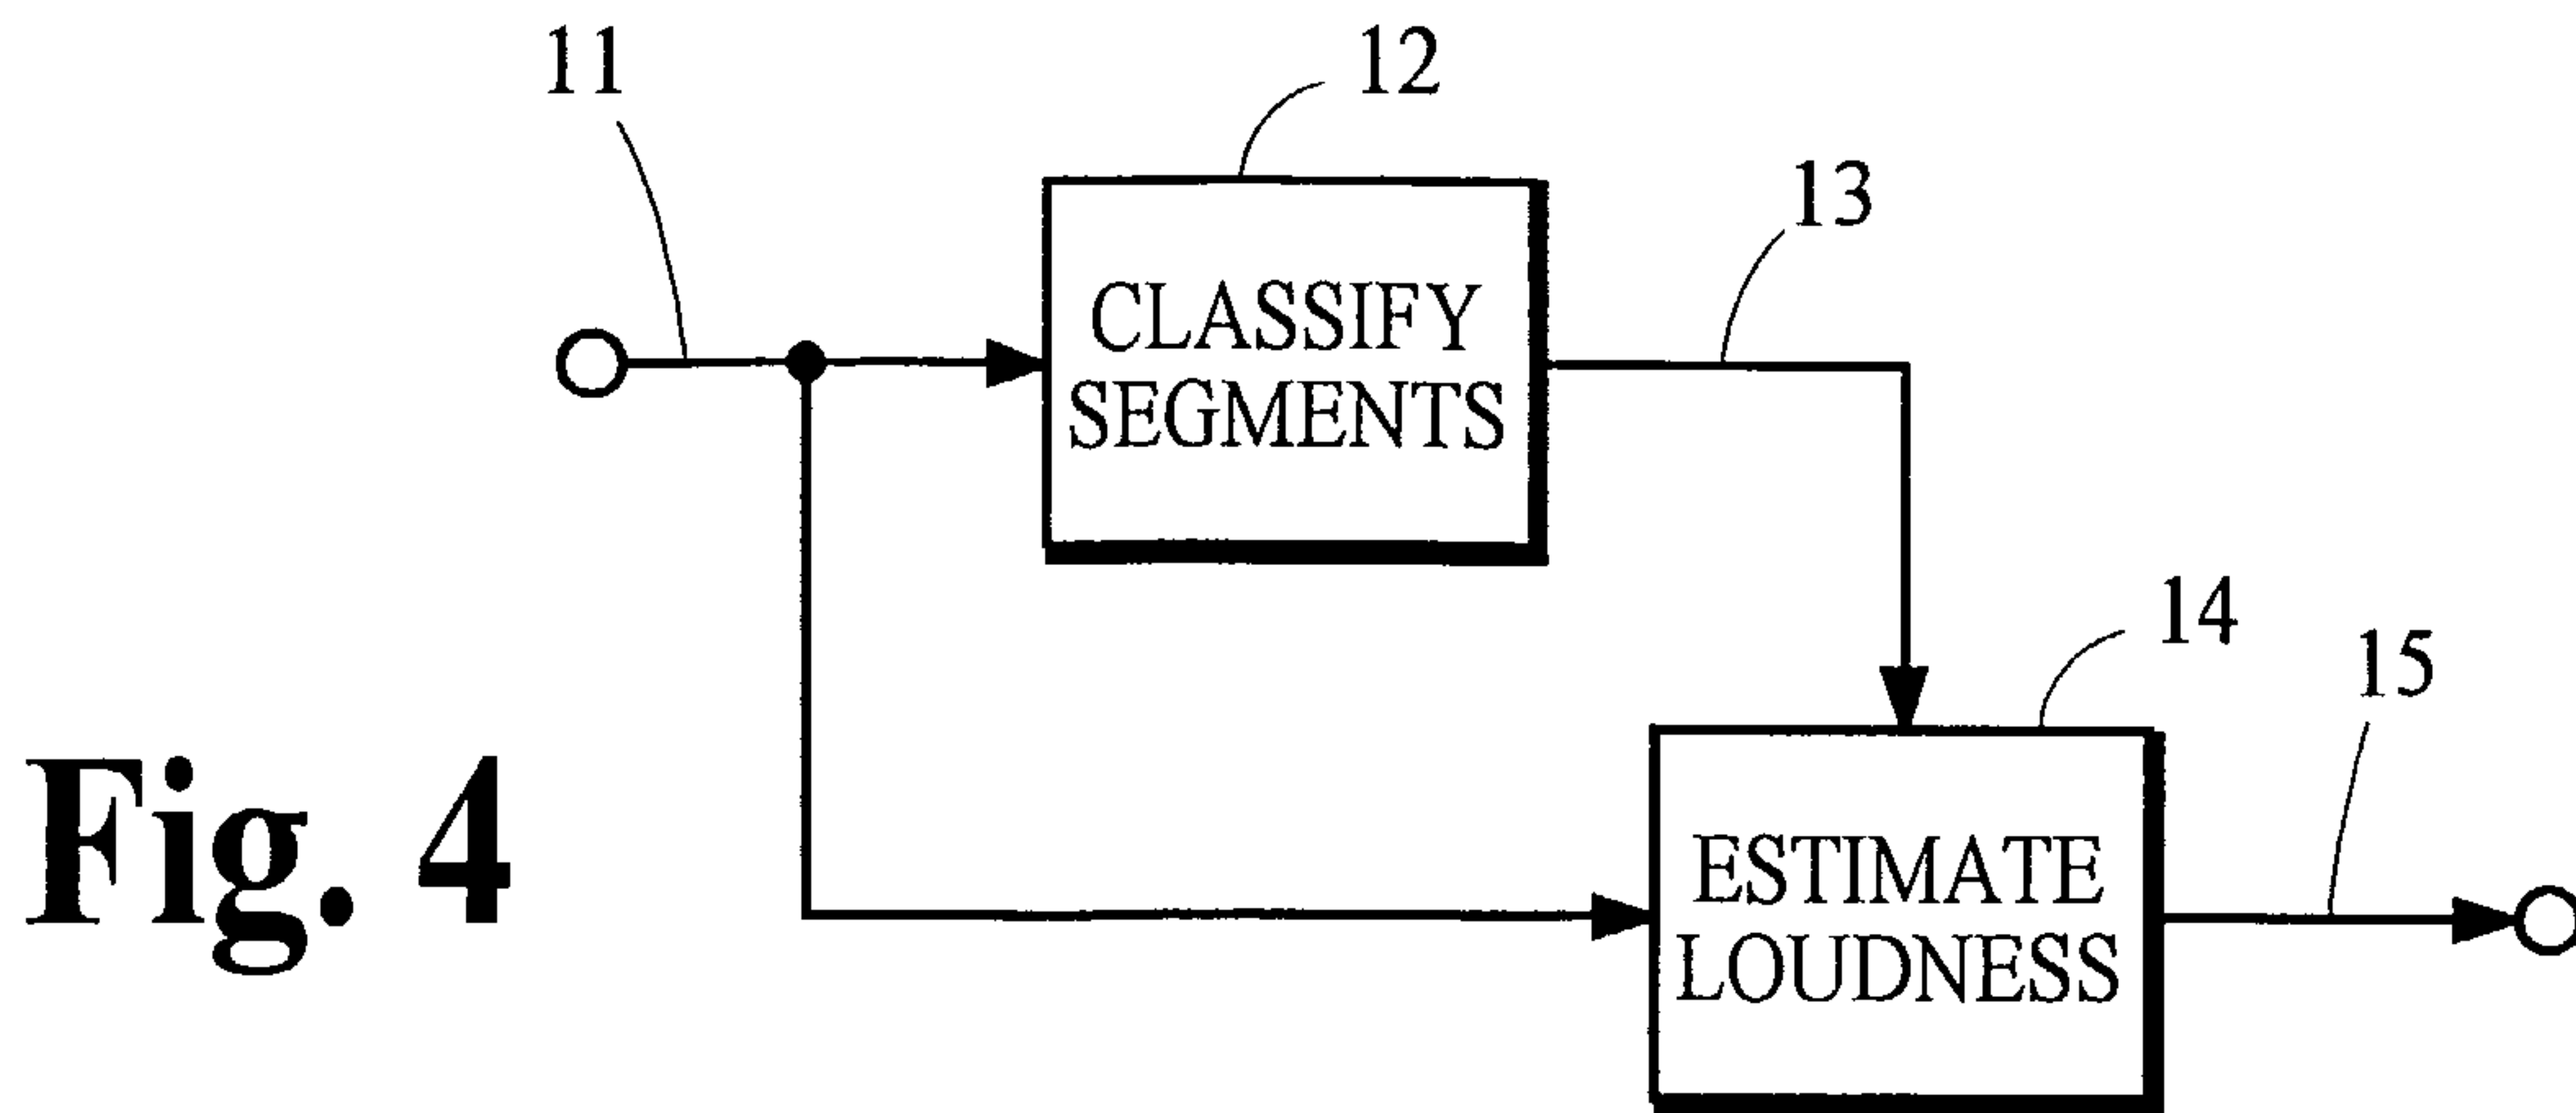 11
12
13
CLASSIFY
SEGMENTS
14
15
Fig. 4
ESTIMATE
LOUDNESS